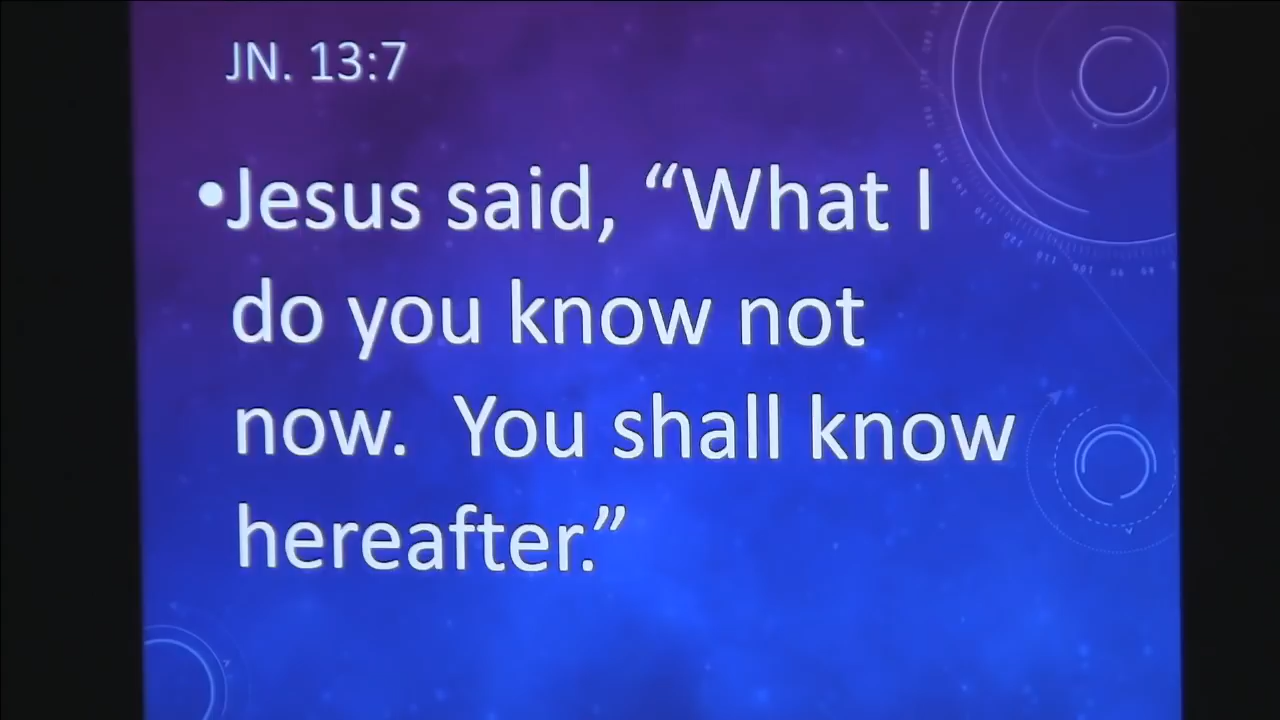 JN. 13:7
•Jesus said, “What I
do you know not
now.  You shall know
hereafter.”